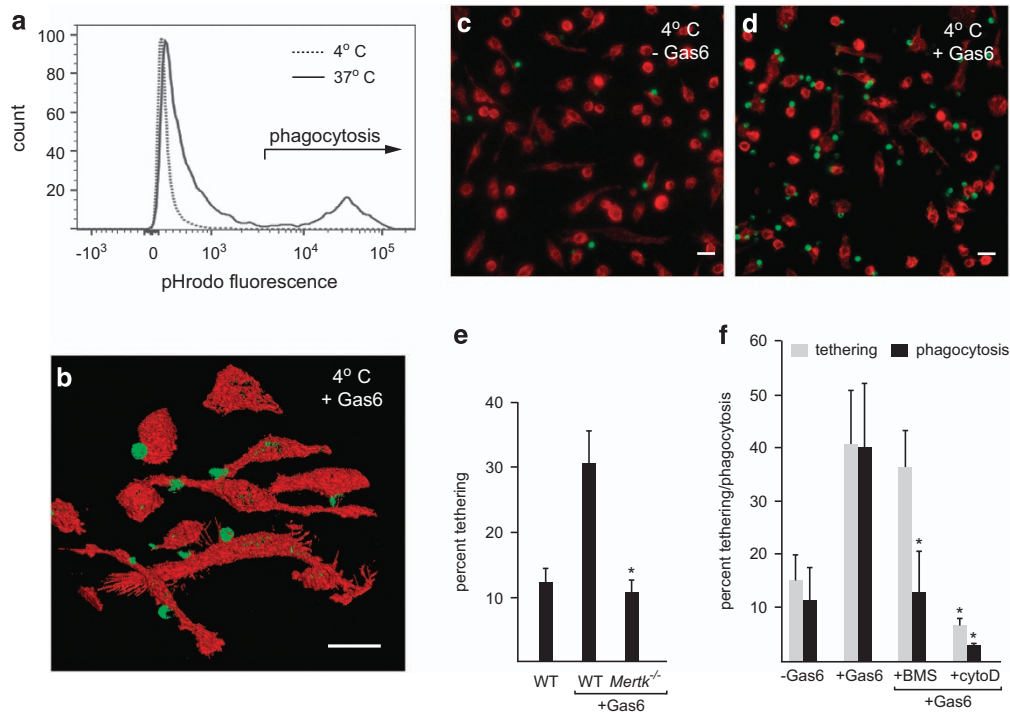 a
100
80
60
40
20
count
4° C
37° C
phagocytosis
-10³ 0 10³ 10⁴ 10⁵
pHrodo fluorescence
b
4° C
+ Gas6
c
4° C
- Gas6
d
4° C
+ Gas6
e
40
30
20
10
percent tethering
*
WT WT Mertk⁻/⁻
+Gas6
f
60
50
40
30
20
10
percent tethering/phagocytosis
tethering phagocytosis
*
*
*
-Gas6 +Gas6 +BMS +cytoD
+Gas6